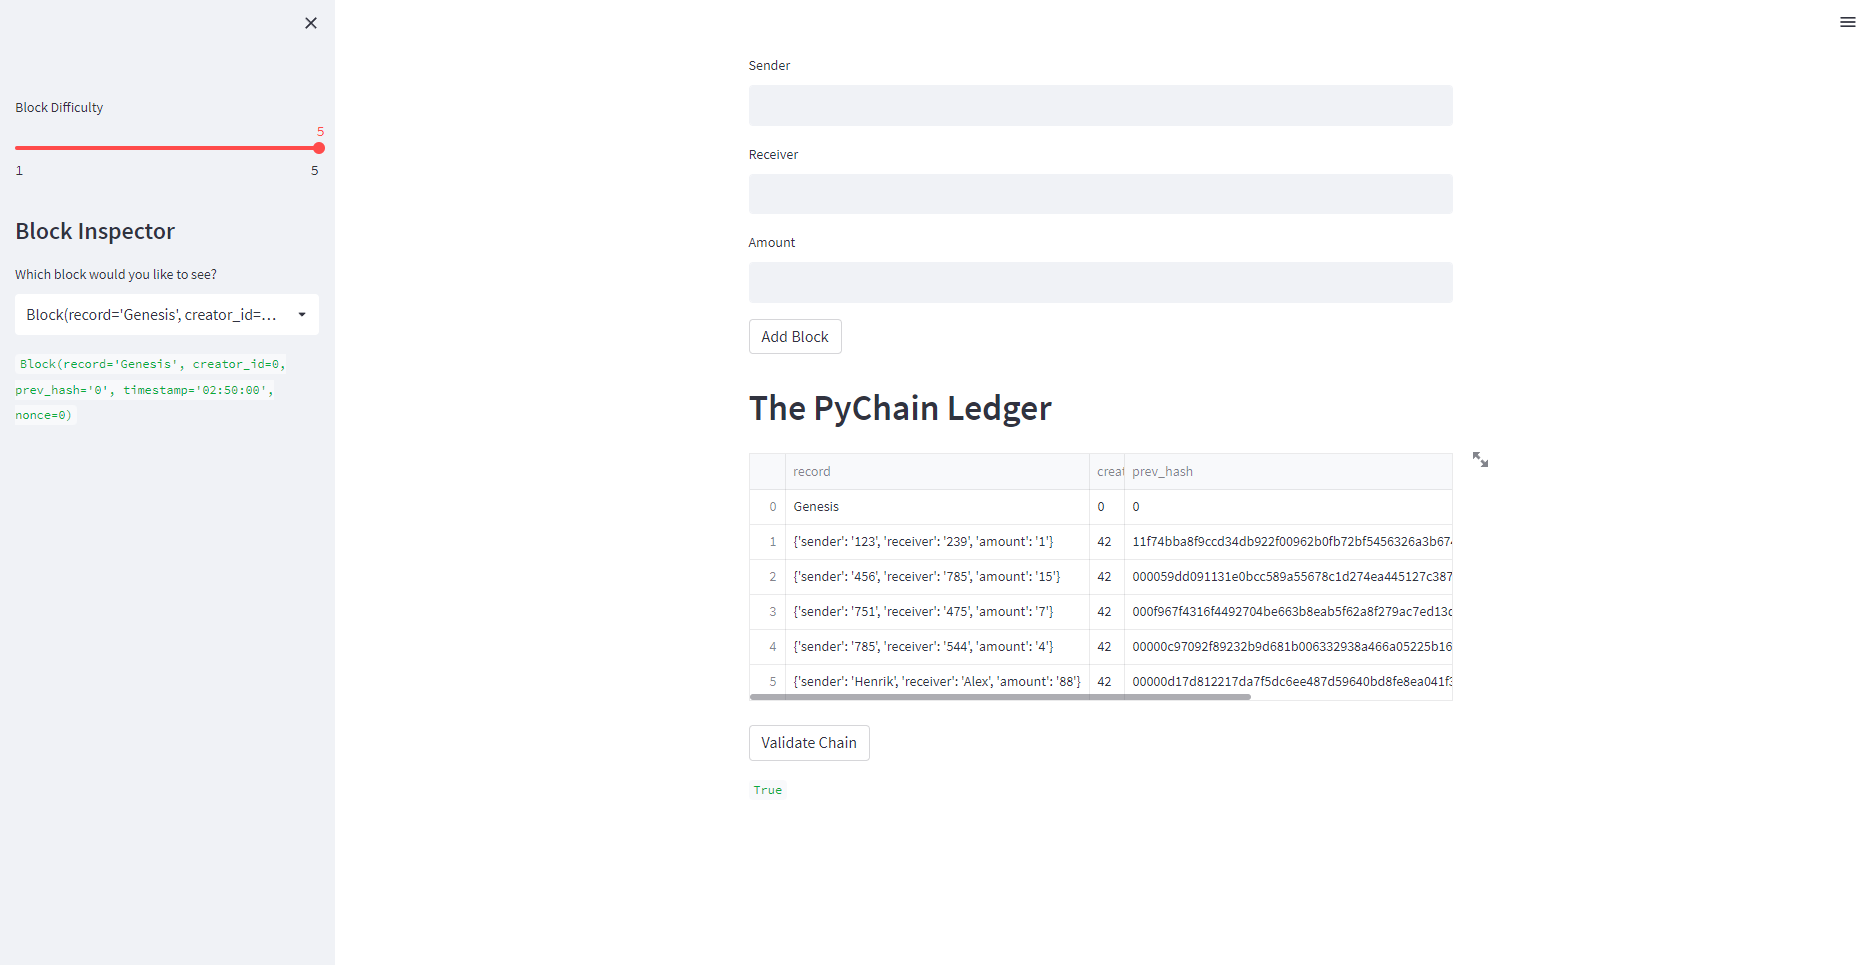 Block Difficulty
5
1 5
Block Inspector
Which block would you like to see?
Block(record='Genesis', creator_id=...
Block(record='Genesis', creator_id=0,
prev_hash='0', timestamp='02:50:00',
nonce=0)
Sender
Receiver
Amount
Add Block
The PyChain Ledger
record creat prev_hash
0 Genesis 0 0
1 {'sender': '123', 'receiver': '239', 'amount': '1'} 42 11f74bba8f9ccd34db922f00962b0fb72bf5456326a3b674
2 {'sender': '456', 'receiver': '785', 'amount': '15'} 42 000059dd091131e0bcc589a55678c1d274ea445127c387
3 {'sender': '751', 'receiver': '475', 'amount': '7'} 42 000f967f4316f4492704be663b8eab5f62a8f279ac7ed13c
4 {'sender': '785', 'receiver': '544', 'amount': '4'} 42 00000c97092f89232b9d681b006332938a466a05225b16
5 {'sender': 'Henrik', 'receiver': 'Alex', 'amount': '88'} 42 00000d17d812217da7f5dc6ee487d59640bd8fe8ea041f3
Validate Chain
True